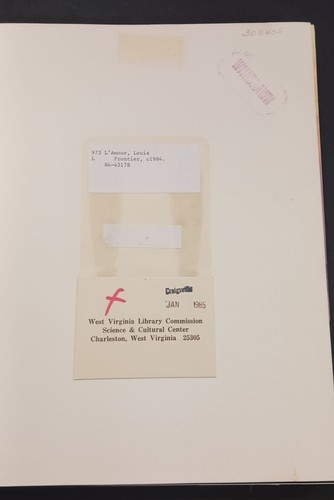 973 L'Amour, Louis
L Frontier, c1984.
84-43178
f
Craigsville
JAN 1985
West Virginia Library Commission
Science & Cultural Center
Charleston, West Virginia 25305